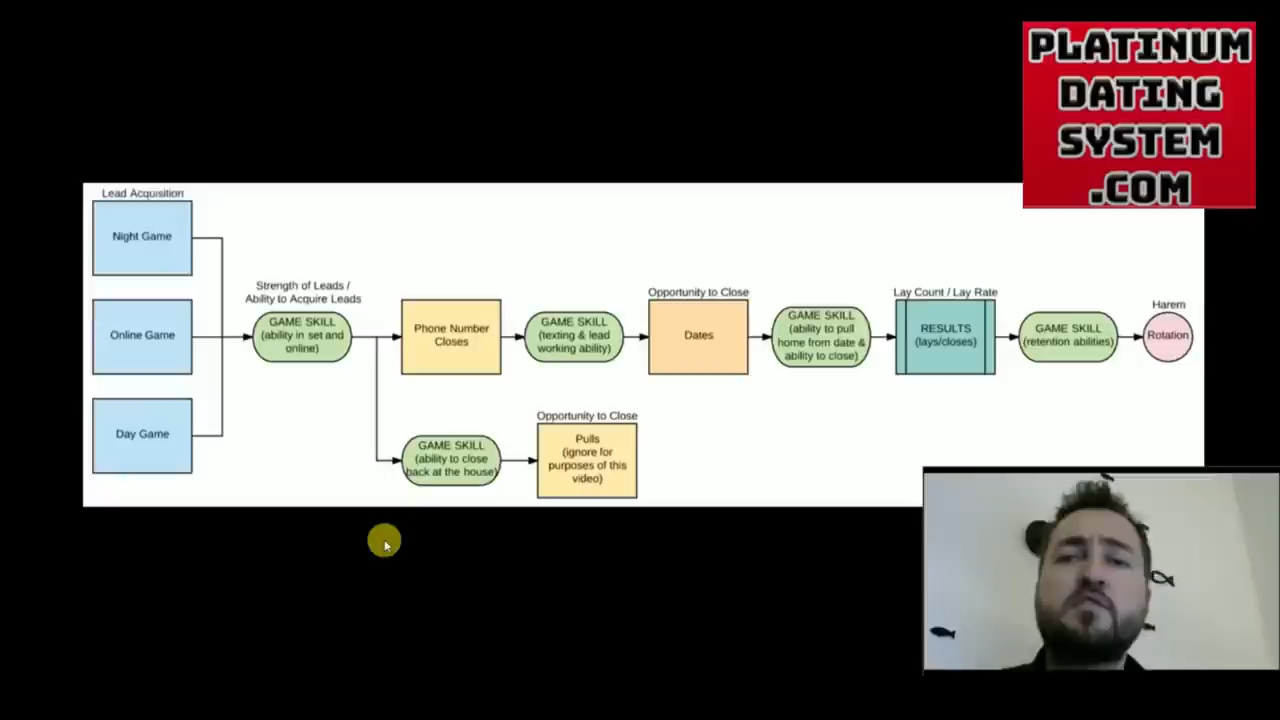 PLATINUM
DATING
SYSTEM
.COM
Lead Acquisition
Night Game
Online Game
Day Game
Strength of Leads /
Ability to Acquire Leads
GAME SKILL
(ability in set and
online)
Phone Number
Closes
GAME SKILL
(texting & lead
working ability)
Opportunity to Close
Dates
GAME SKILL
(ability to pull
home from date &
ability to close)
Lay Count / Lay Rate
RESULTS
(lays/closes)
GAME SKILL
(retention abilities)
Harem
Rotation
GAME SKILL
(ability to close
back at the house)
Opportunity to Close
Pulls
(ignore for
purposes of this
video)